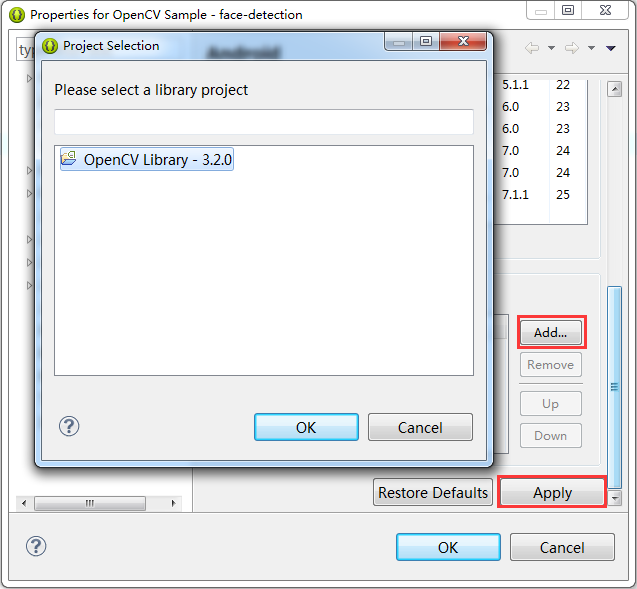 Properties for OpenCV Sample - face-detection
Project Selection
Android
typ
Please select a library project
OpenCV Library - 3.2.0
5.1.1 22
6.0 23
6.0 23
7.0 24
7.0 24
7.1.1 25
Add...
Remove
Up
Down
OK
Cancel
Restore Defaults
Apply
OK
Cancel